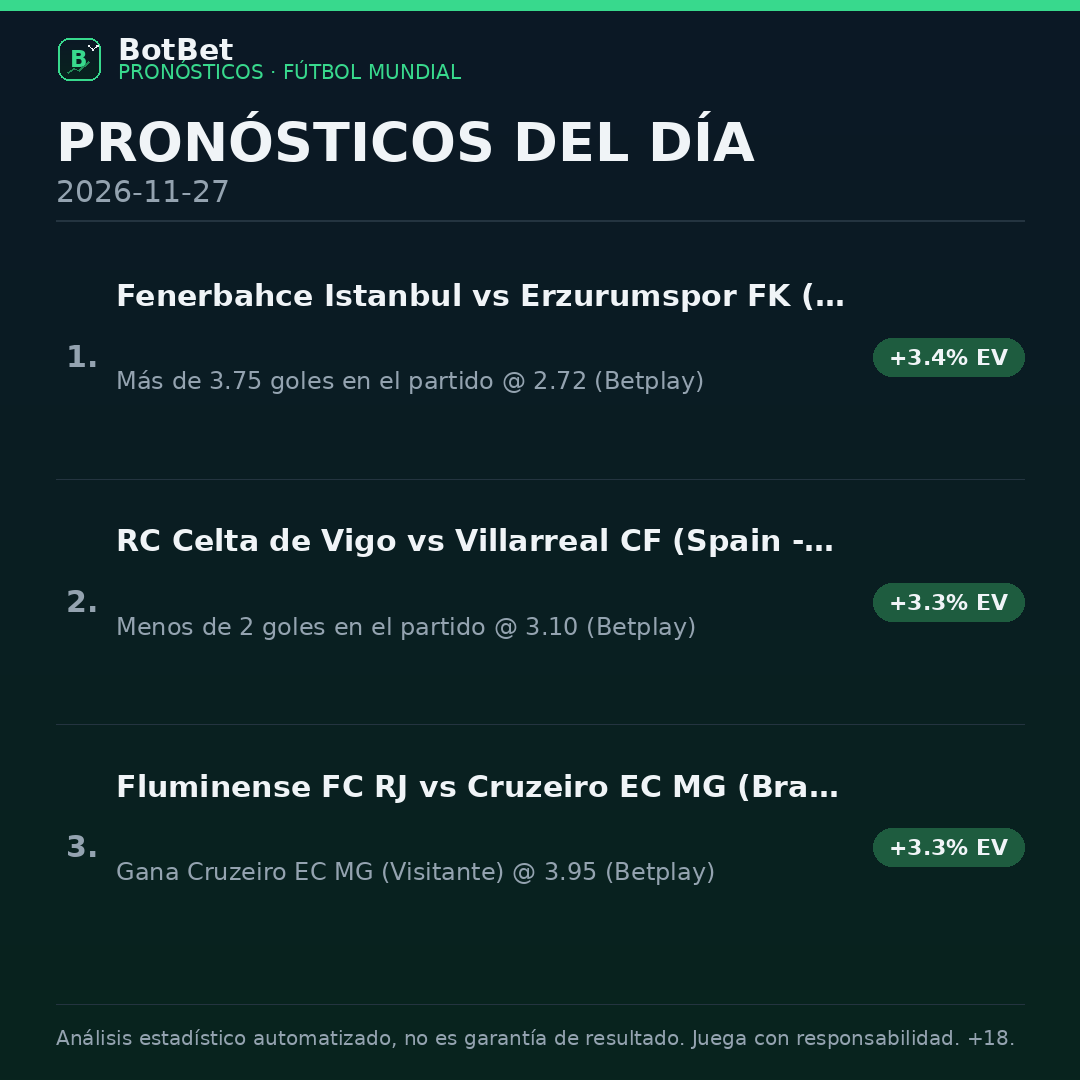 B
BotBet
PRONÓSTICOS · FÚTBOL MUNDIAL
PRONÓSTICOS DEL DÍA
2026-11-27
Fenerbahce Istanbul vs Erzurumspor FK (...
1.
+3.4% EV
Más de 3.75 goles en el partido @ 2.72 (Betplay)
RC Celta de Vigo vs Villarreal CF (Spain -...
2.
+3.3% EV
Menos de 2 goles en el partido @ 3.10 (Betplay)
Fluminense FC RJ vs Cruzeiro EC MG (Bra...
3.
+3.3% EV
Gana Cruzeiro EC MG (Visitante) @ 3.95 (Betplay)
Análisis estadístico automatizado, no es garantía de resultado. Juega con responsabilidad. +18.